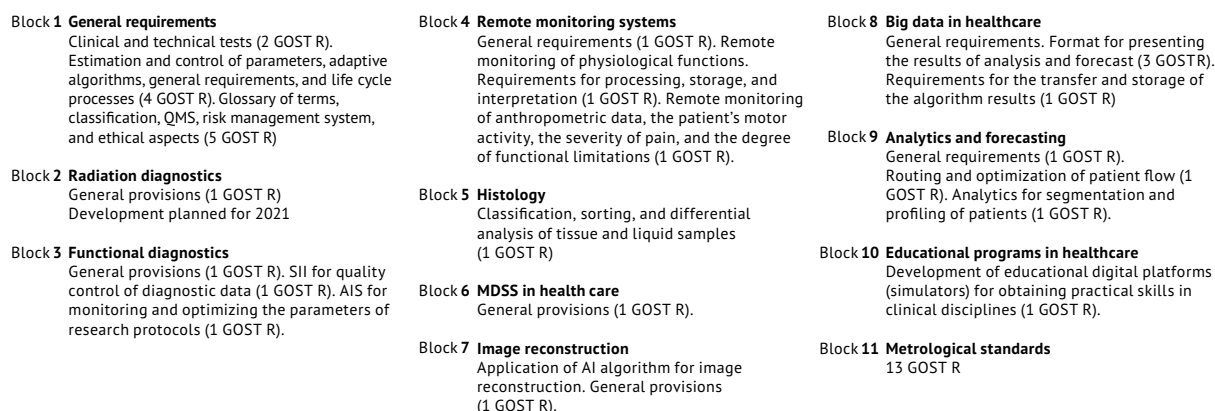 Block 1 General requirements
Clinical and technical tests (2 GOST R).
Estimation and control of parameters, adaptive
algorithms, general requirements, and life cycle
processes (4 GOST R). Glossary of terms,
classification, QMS, risk management system,
and ethical aspects (5 GOST R)
Block 2 Radiation diagnostics
General provisions (1 GOST R)
Development planned for 2021
Block 3 Functional diagnostics
General provisions (1 GOST R). SII for quality
control of diagnostic data (1 GOST R). AIS for
monitoring and optimizing the parameters of
research protocols (1 GOST R).
Block 4 Remote monitoring systems
General requirements (1 GOST R). Remote
monitoring of physiological functions.
Requirements for processing, storage, and
interpretation (1 GOST R). Remote monitoring
of anthropometric data, the patient's motor
activity, the severity of pain, and the degree
of functional limitations (1 GOST R).
Block 5 Histology
Classification, sorting, and differential
analysis of tissue and liquid samples
(1 GOST R)
Block 6 MDSS in health care
General provisions (1 GOST R).
Block 7 Image reconstruction
Application of AI algorithm for image
reconstruction. General provisions
(1 GOST R).
Block 8 Big data in healthcare
General requirements. Format for presenting
the results of analysis and forecast (3 GOST R).
Requirements for the transfer and storage of
the algorithm results (1 GOST R)
Block 9 Analytics and forecasting
General requirements (1 GOST R).
Routing and optimization of patient flow (1
GOST R). Analytics for segmentation and
profiling of patients (1 GOST R).
Block 10 Educational programs in healthcare
Development of educational digital platforms
(simulators) for obtaining practical skills in
clinical disciplines (1 GOST R).
Block 11 Metrological standards
13 GOST R